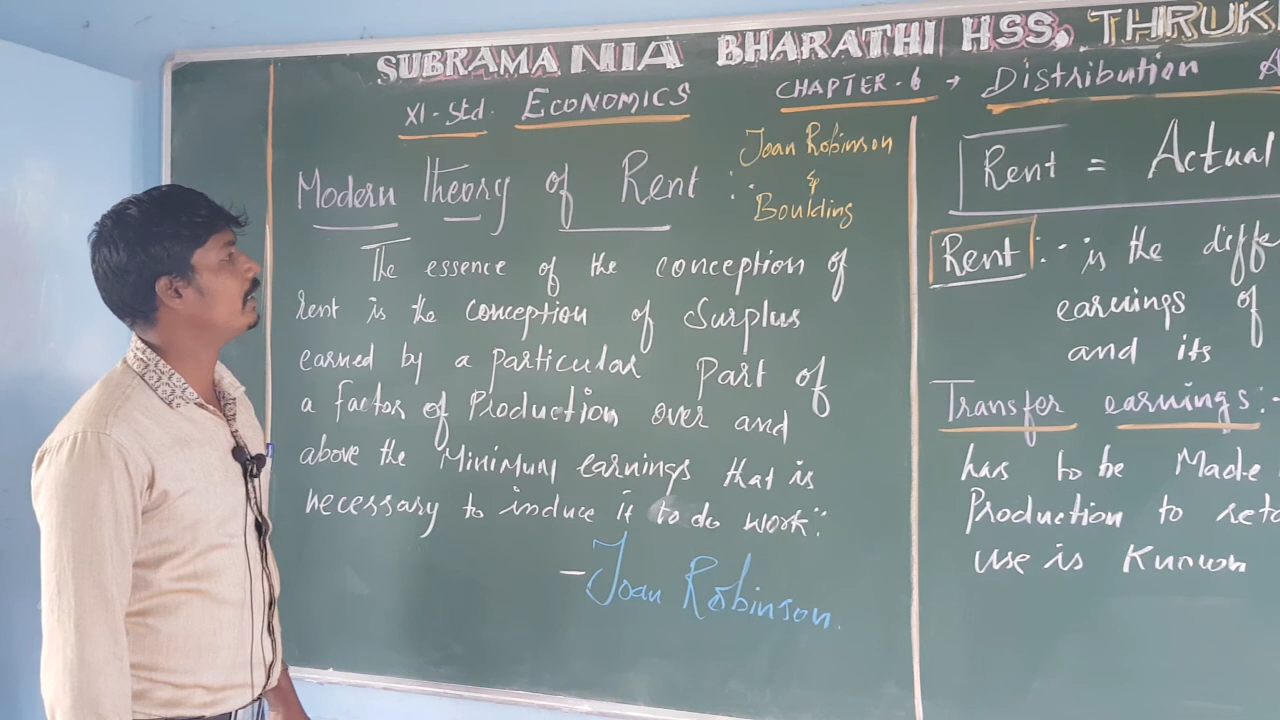 SUBRAMANIA BHARATHI HSS, THRUK
XI-Std. ECONOMICS
CHAPTER-6 → Distribution A
Modern Theory of Rent :-
Joan Robinson
&
Boulding
The essence of the conception of
rent is the conception of Surplus
earned by a particular Part of
a factor of Production over and
above the Minimum earnings that is
necessary to induce it to do work".
- Joan Robinson.
Rent = Actual
Rent :- is the diffe
earnings of
and its
Transfer earnings :-
has to be Made
Production to reta
use is Known